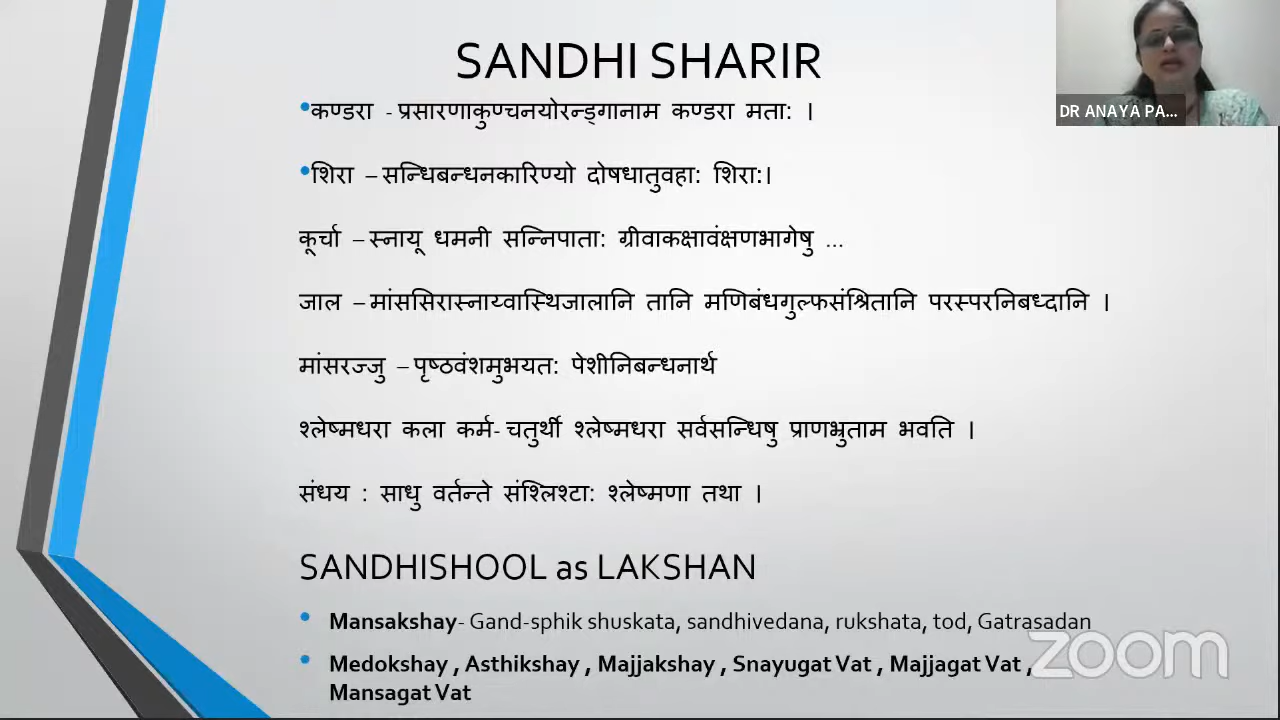 SANDHI SHARIR
DR ANAYA PA...
•कण्डरा - प्रसारणाकुण्चनयोरन्ड्गानाम कण्डरा मता: ।
•शिरा – सन्धिबन्धनकारिण्यो दोषधातुवहा: शिरा:।
कूर्चा – स्नायू धमनी सन्निपाता: ग्रीवाकक्षावंक्षणभागेषु ...
जाल – मांससिरास्नाय्वास्थिजालानि तानि मणिबंधगुल्फसंश्रितानि परस्परनिबध्दानि ।
मांसरज्जु – पृष्ठवंशमुभयत: पेशीनिबन्धनार्थ
श्लेष्मधरा कला कर्म- चतुर्थी श्लेष्मधरा सर्वसन्धिषु प्राणभ्रुताम भवति ।
संधय : साधु वर्तन्ते संश्लिश्टा: श्लेष्मणा तथा ।
SANDHISHOOL as LAKSHAN
• Mansakshay- Gand-sphik shuskata, sandhivedana, rukshata, tod, Gatrasadan
• Medokshay , Asthikshay , Majjakshay , Snayugat Vat , Majjagat Vat ,
Mansagat Vat
zoom